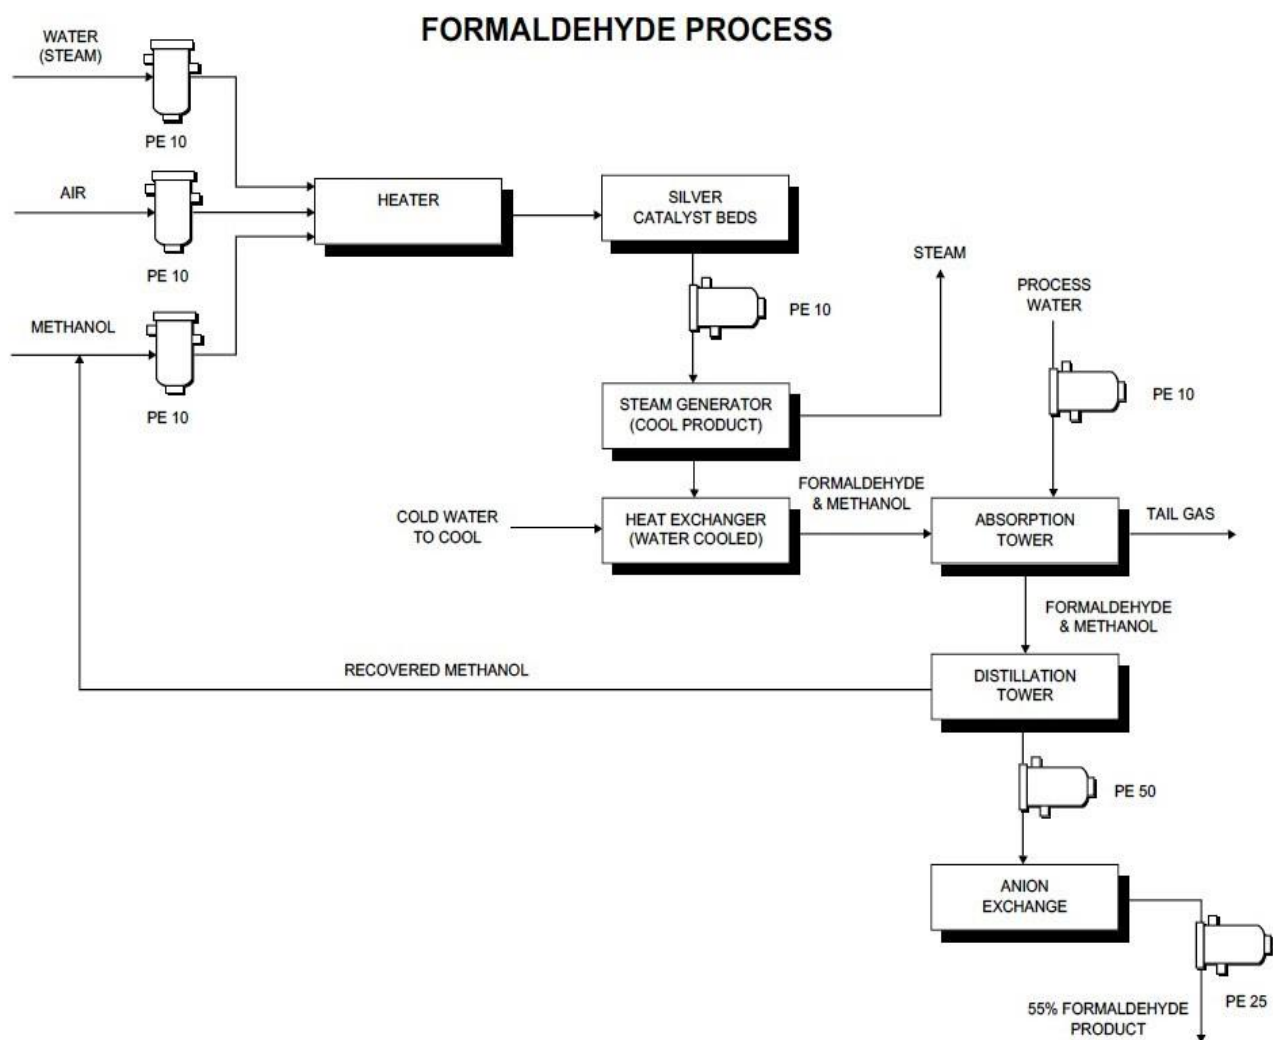 FORMALDEHYDE PROCESS
WATER
(STEAM)
PE 10
AIR
PE 10
METHANOL
PE 10
HEATER
SILVER
CATALYST BEDS
PE 10
STEAM
PROCESS
WATER
PE 10
STEAM GENERATOR
(COOL PRODUCT)
COLD WATER
TO COOL
HEAT EXCHANGER
(WATER COOLED)
FORMALDEHYDE
& METHANOL
ABSORPTION
TOWER
TAIL GAS
FORMALDEHYDE
& METHANOL
RECOVERED METHANOL
DISTILLATION
TOWER
PE 50
ANION
EXCHANGE
PE 25
55% FORMALDEHYDE
PRODUCT